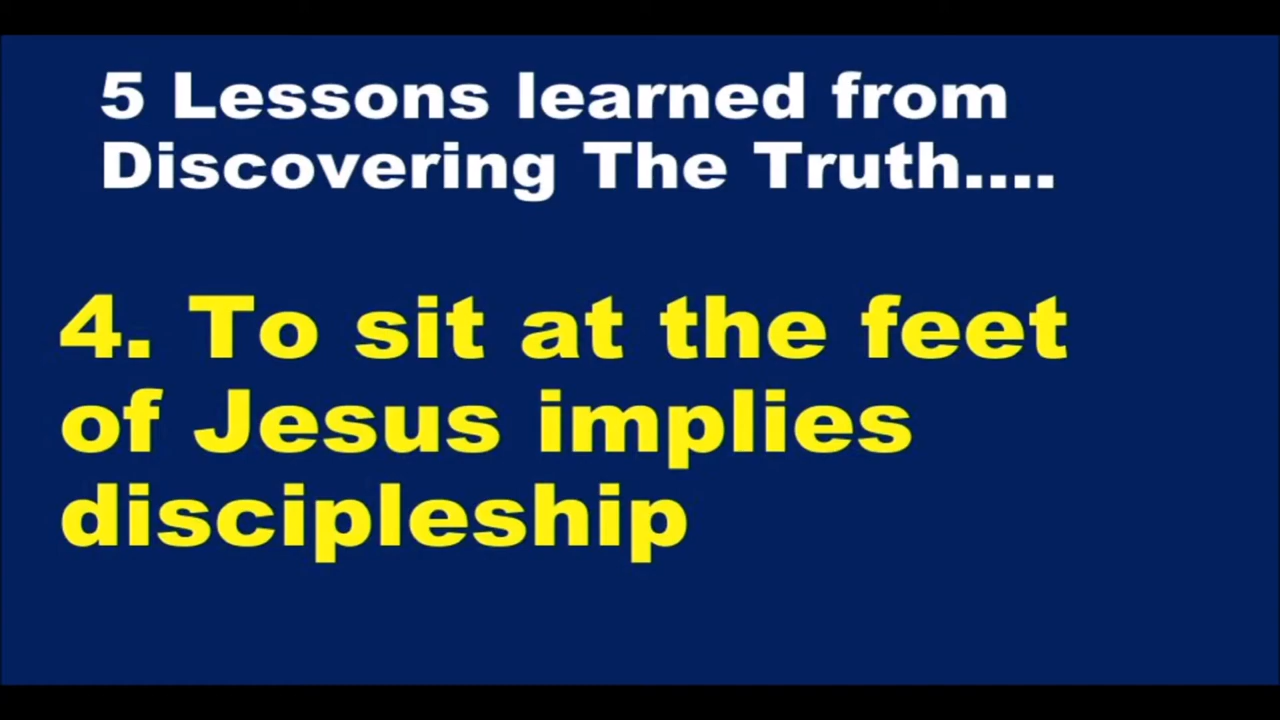 5 Lessons learned from
Discovering The Truth....
4. To sit at the feet
of Jesus implies
discipleship